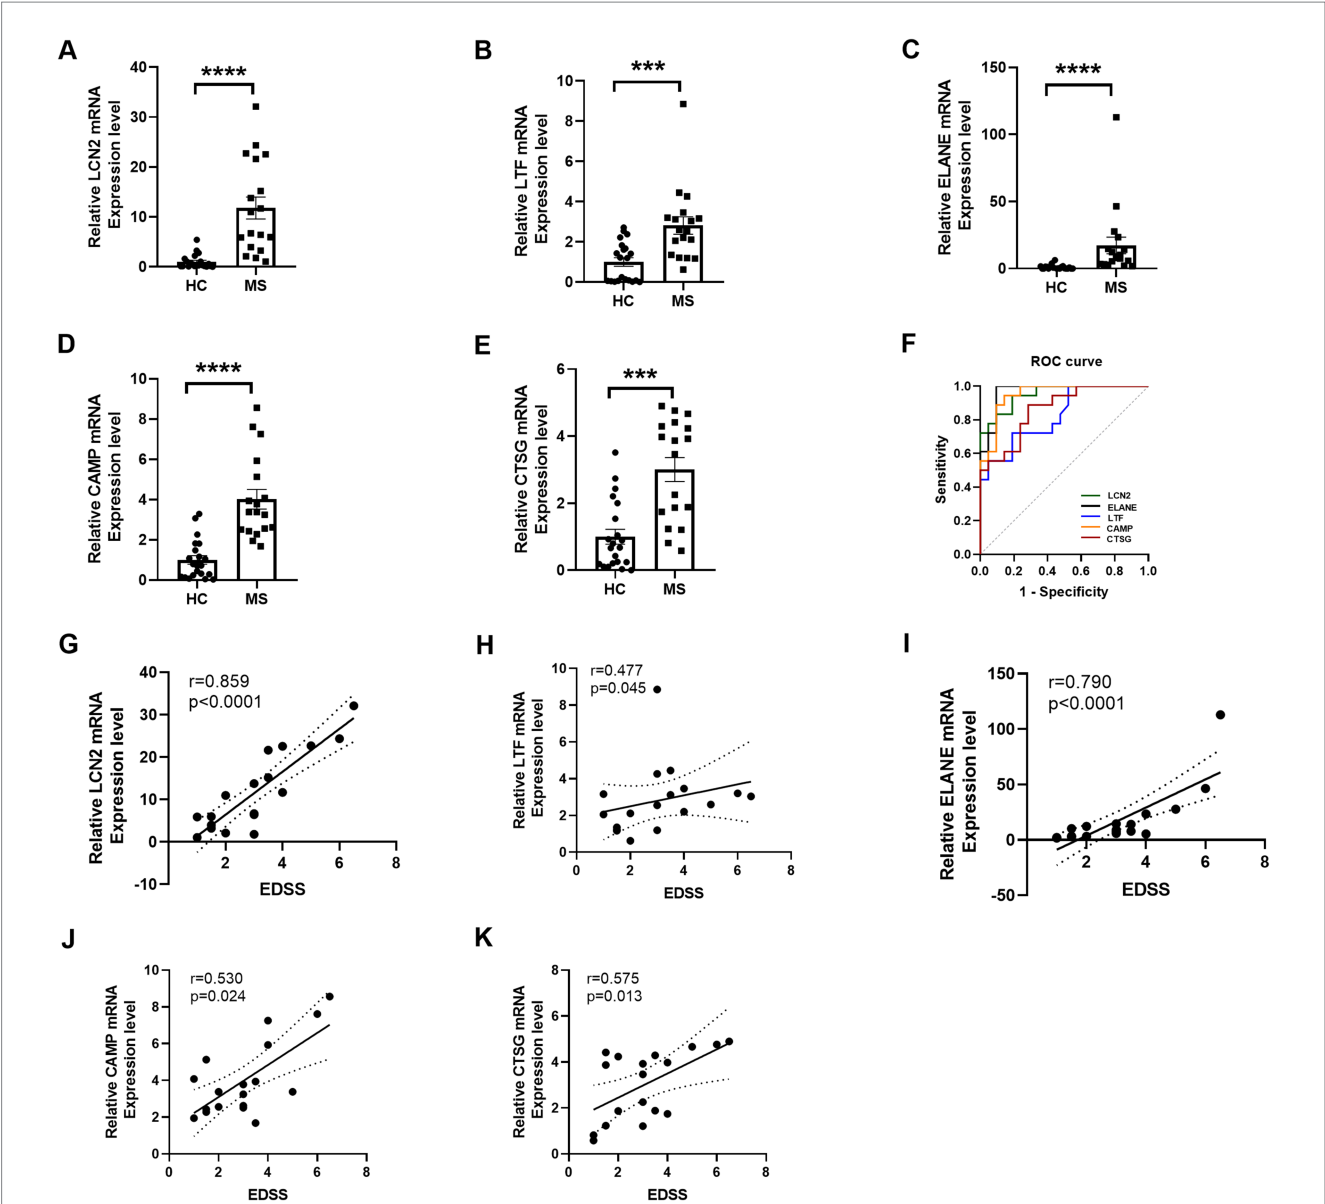 A
Relative LCN2 mRNA
Expression level
40
30
20
10
0
****
HC
MS
B
Relative LTF mRNA
Expression level
10
8
6
4
2
0
***
HC
MS
C
Relative ELANE mRNA
Expression level
150
100
50
0
****
HC
MS
D
Relative CAMP mRNA
Expression level
10
8
6
4
2
0
****
HC
MS
E
Relative CTSG mRNA
Expression level
6
4
2
0
***
HC
MS
F
ROC curve
Sensitivity
1.0
0.8
0.6
0.4
0.2
0.0
LCN2
ELANE
LTF
CAMP
CTSG
0.0 0.2 0.4 0.6 0.8 1.0
1 - Specificity
G
Relative LCN2 mRNA
Expression level
40
30
20
10
0
-10
r=0.859
p<0.0001
2 4 6 8
EDSS
H
Relative LTF mRNA
Expression level
10
8
6
4
2
0
r=0.477
p=0.045
0 2 4 6 8
EDSS
I
Relative ELANE mRNA
Expression level
150
100
50
0
-50
r=0.790
p<0.0001
2 4 6 8
EDSS
J
Relative CAMP mRNA
Expression level
10
8
6
4
2
0
r=0.530
p=0.024
0 2 4 6 8
EDSS
K
Relative CTSG mRNA
Expression level
8
6
4
2
0
r=0.575
p=0.013
0 2 4 6 8
EDSS